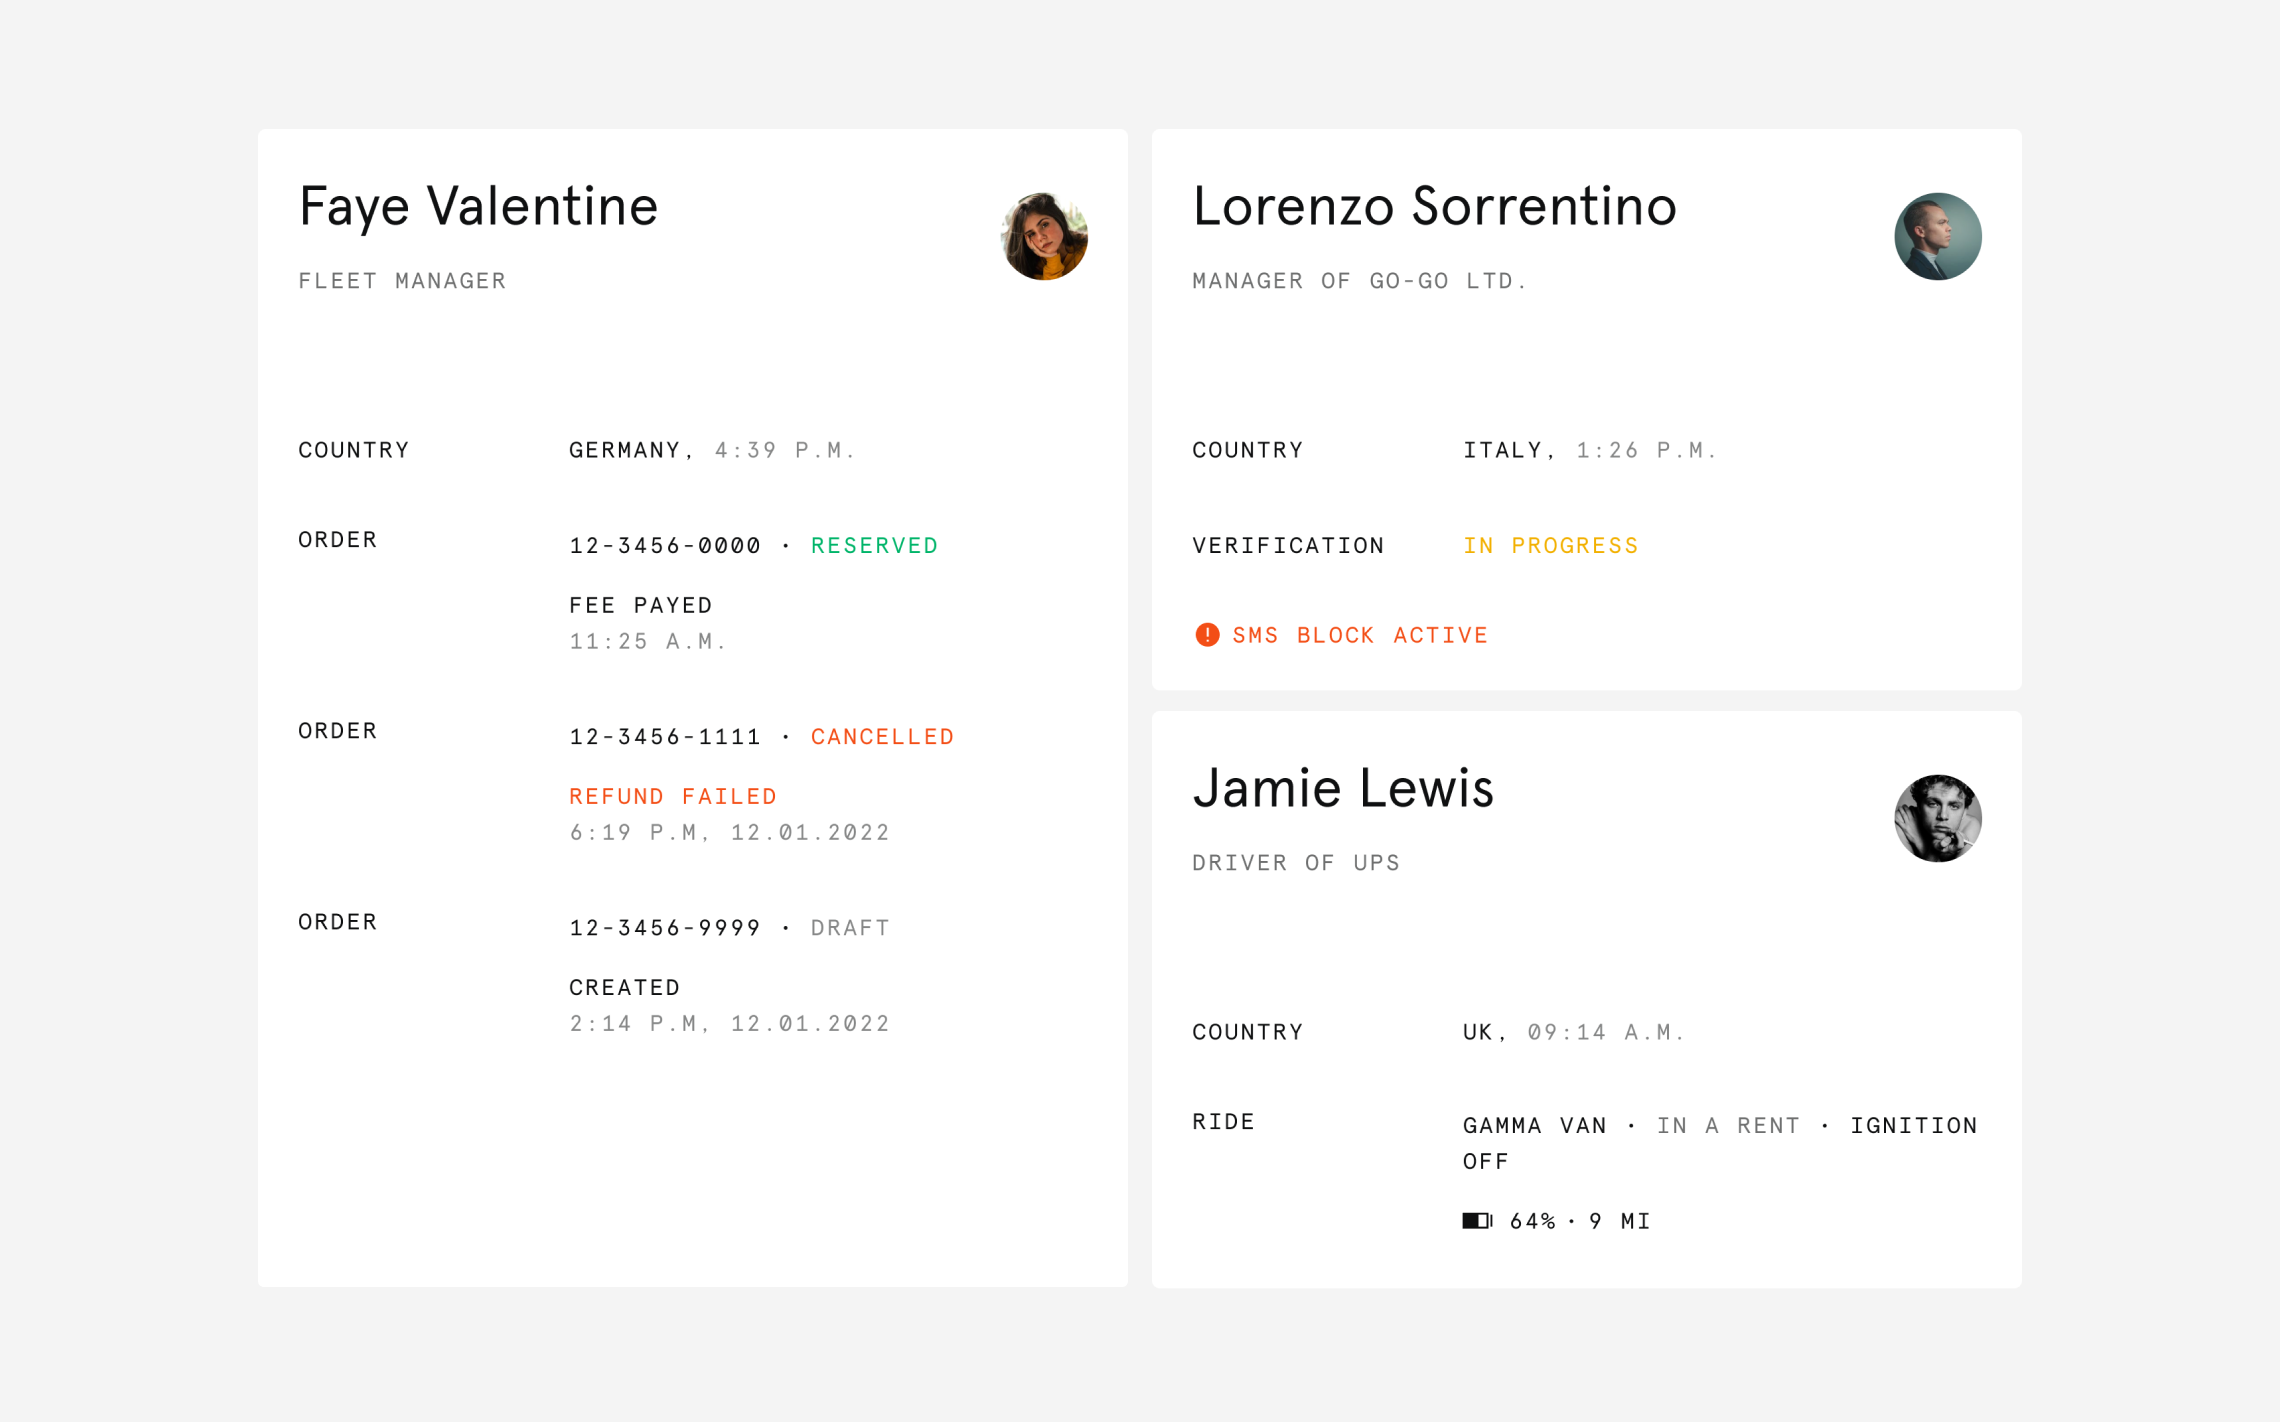 Faye Valentine
FLEET MANAGER
COUNTRY GERMANY, 4:39 P.M.
ORDER 12-3456-0000 · RESERVED
FEE PAYED
11:25 A.M.
ORDER 12-3456-1111 · CANCELLED
REFUND FAILED
6:19 P.M, 12.01.2022
ORDER 12-3456-9999 · DRAFT
CREATED
2:14 P.M, 12.01.2022
Lorenzo Sorrentino
MANAGER OF GO-GO LTD.
COUNTRY ITALY, 1:26 P.M.
VERIFICATION IN PROGRESS
SMS BLOCK ACTIVE
Jamie Lewis
DRIVER OF UPS
COUNTRY UK, 09:14 A.M.
RIDE GAMMA VAN · IN A RENT · IGNITION
OFF
64% · 9 MI